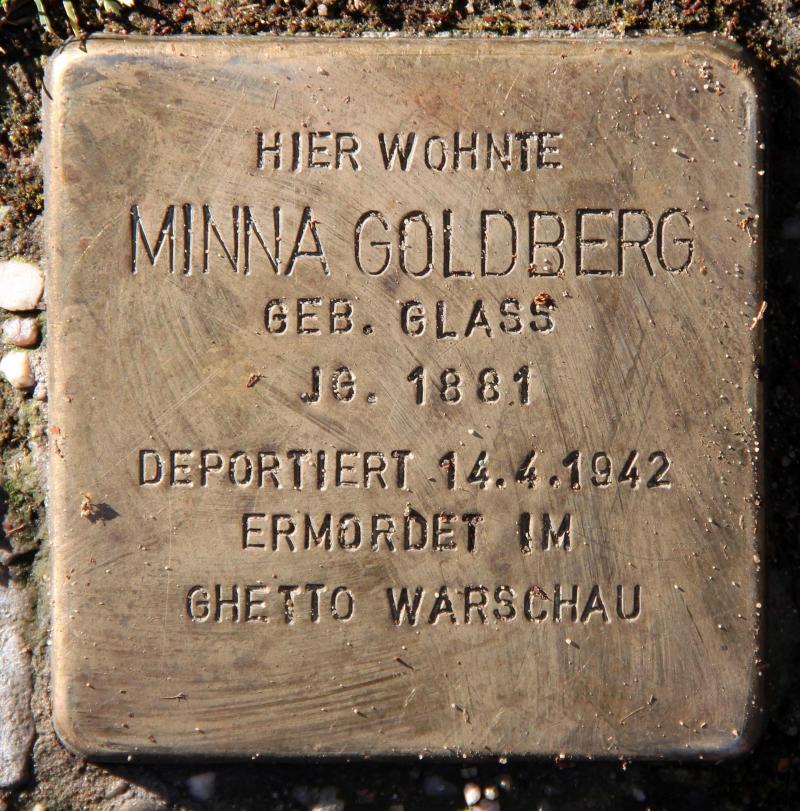 HIER WOHNTE
MINNA GOLDBERG
GEB. GLASS
JG. 1881
DEPORTIERT 14.4.1942
ERMORDET IM
GHETTO WARSCHAU